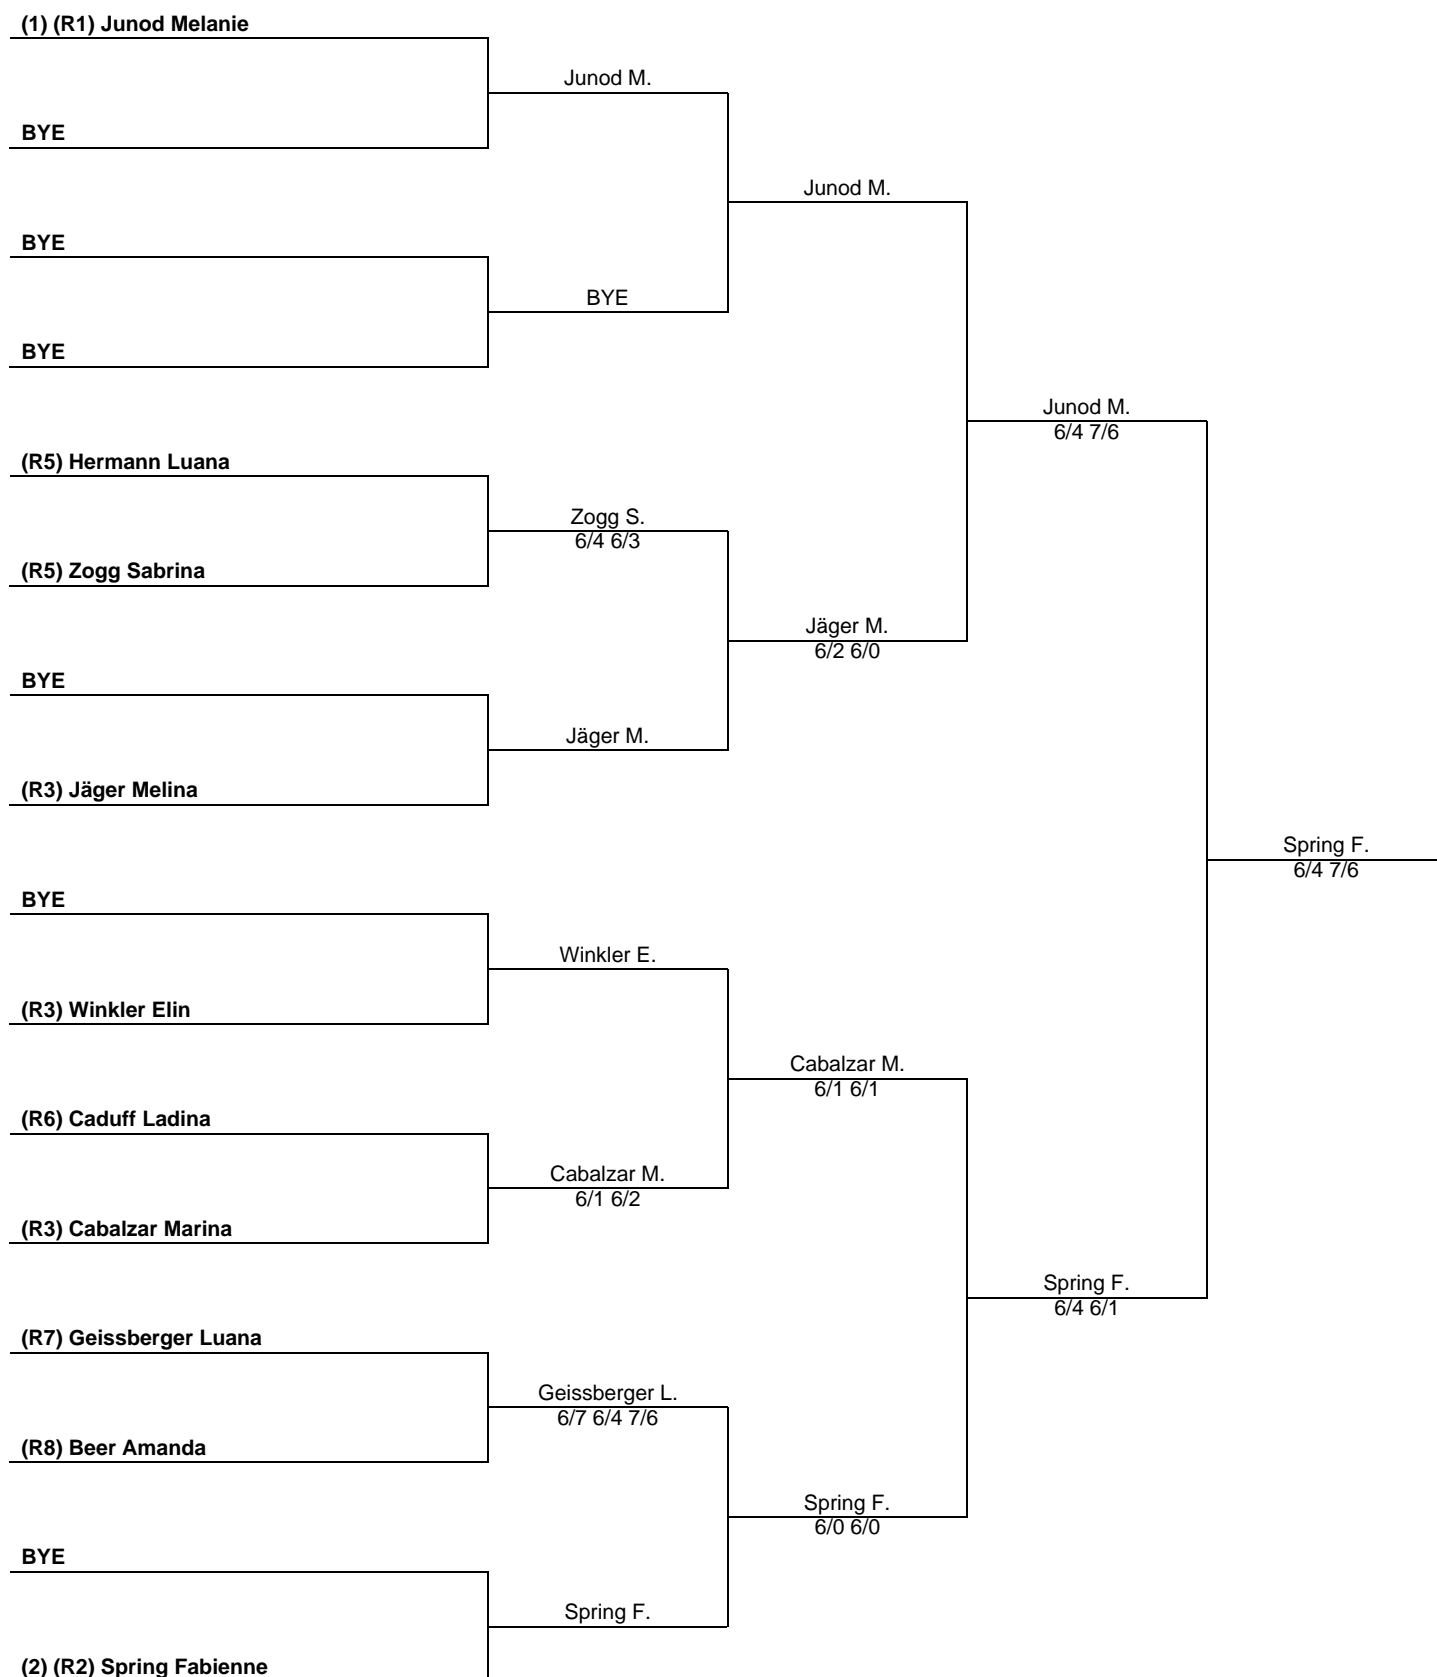 (1) (R1) Junod Melanie
Junod M.
BYE
Junod M.
BYE
BYE
BYE
Junod M.
6/4 7/6
(R5) Hermann Luana
Zogg S.
6/4 6/3
(R5) Zogg Sabrina
Jäger M.
6/2 6/0
BYE
Jäger M.
(R3) Jäger Melina
Spring F.
6/4 7/6
BYE
Winkler E.
(R3) Winkler Elin
Cabalzar M.
6/1 6/1
(R6) Caduff Ladina
Cabalzar M.
6/1 6/2
(R3) Cabalzar Marina
Spring F.
6/4 6/1
(R7) Geissberger Luana
Geissberger L.
6/7 6/4 7/6
(R8) Beer Amanda
Spring F.
6/0 6/0
BYE
Spring F.
(2) (R2) Spring Fabienne